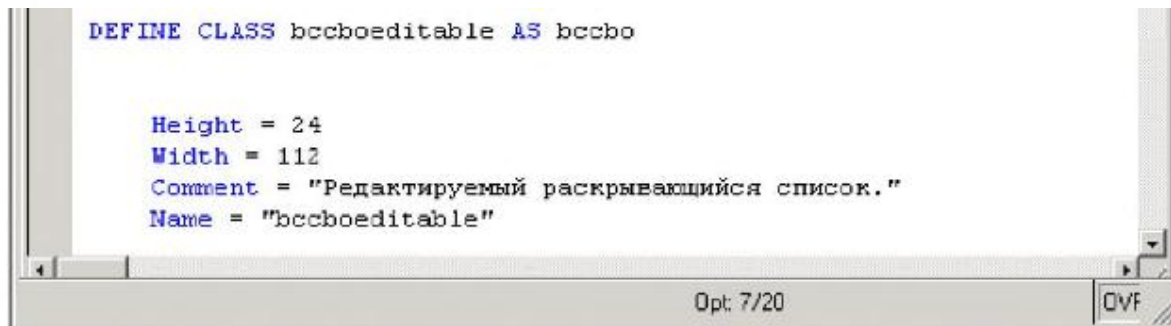 DEFINE CLASS bccboeditable AS bccbo
Height = 24
Width = 112
Comment = "Редактируемый раскрывающийся список."
Name = "bccboeditable"
Opt: 7/20
OVF